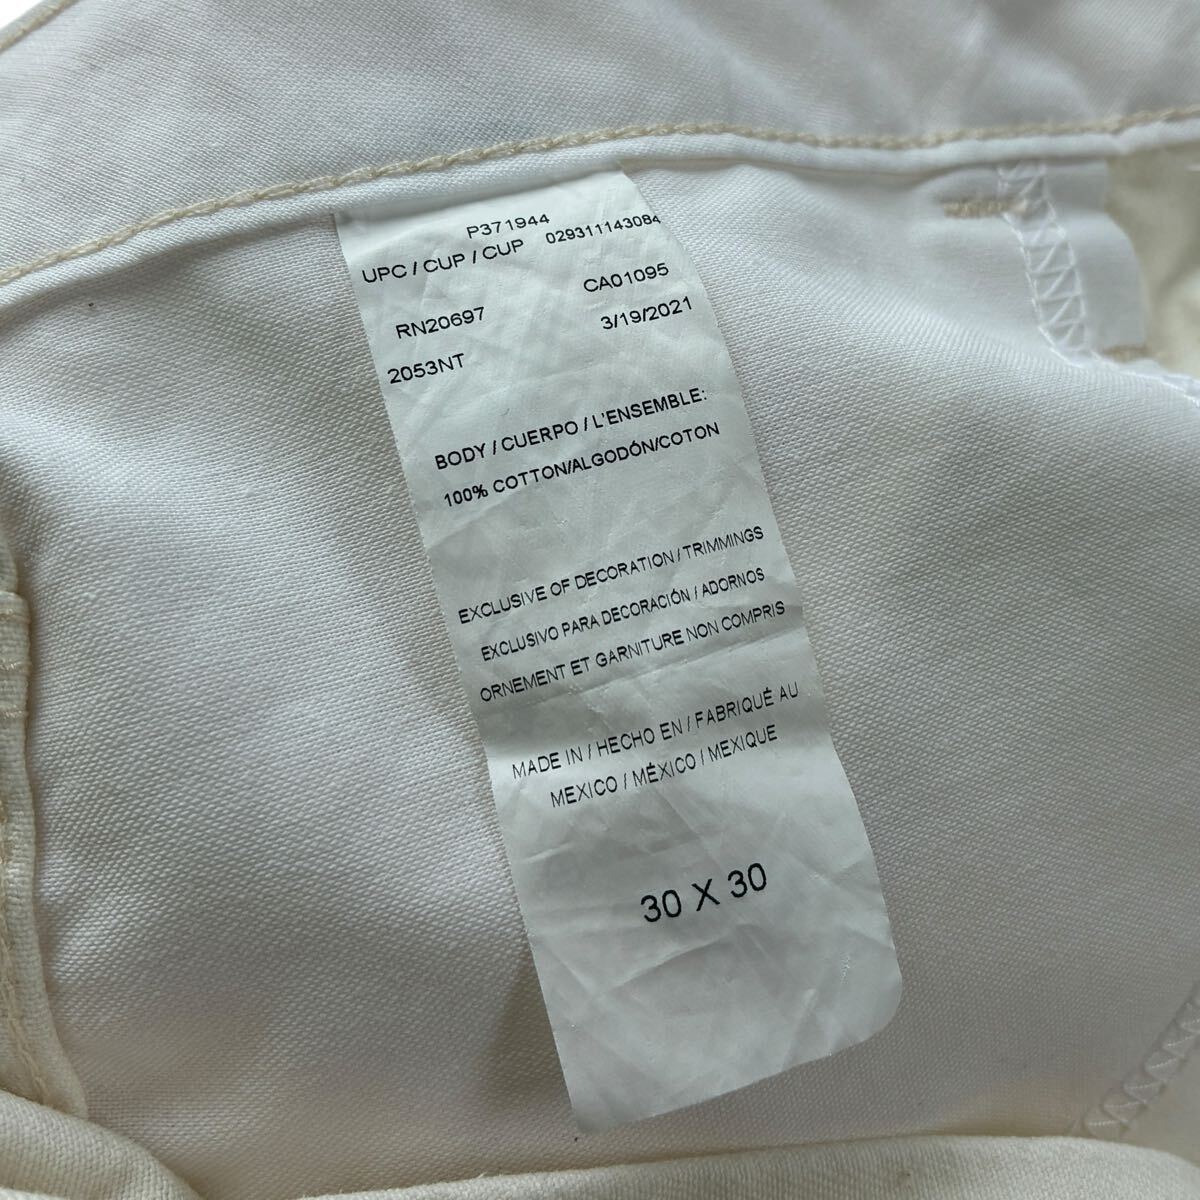 P371944
UPC / CUP / CUP 029311143084
RN20697 CA01095
2053NT 3/19/2021
BODY / CUERPO / L'ENSEMBLE:
100% COTTON/ALGODÓN/COTON
EXCLUSIVE OF DECORATION / TRIMMINGS
EXCLUSIVO PARA DECORACIÓN / ADORNOS
ORNEMENT ET GARNITURE NON COMPRIS
MADE IN / HECHO EN / FABRIQUÉ AU
MEXICO / MÉXICO / MEXIQUE
30 X 30